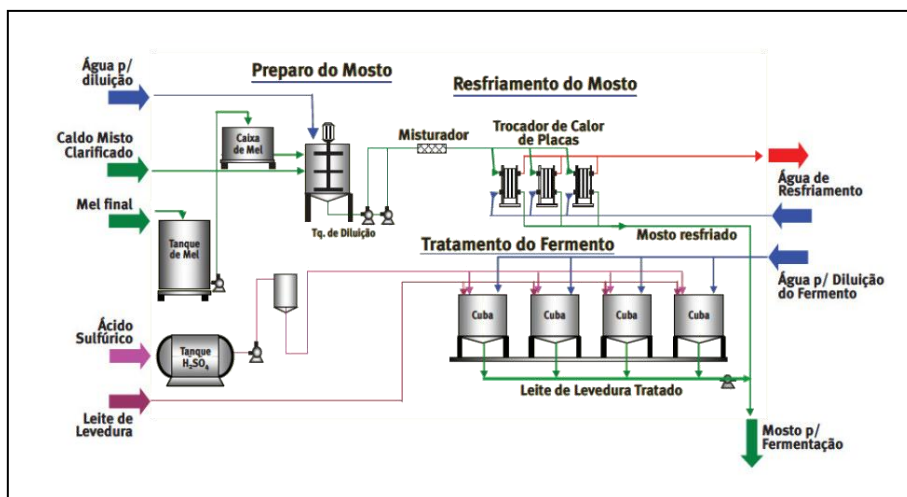 Água p/
diluição
Preparo do Mosto
Resfriamento do Mosto
Caldo Misto
Clarificado
Caixa
de Mel
Misturador
Trocador de Calor
de Placas
Água de
Resfriamento
Mel final
Tq. de Diluição
Mosto resfriado
Tanque
de Mel
Tratamento do Fermento
Água p/ Diluição
do Fermento
Cuba
Cuba
Cuba
Cuba
Ácido
Sulfúrico
Tanque
H₂SO₄
Leite de Levedura Tratado
Leite de
Levedura
Mosto p/
Fermentação